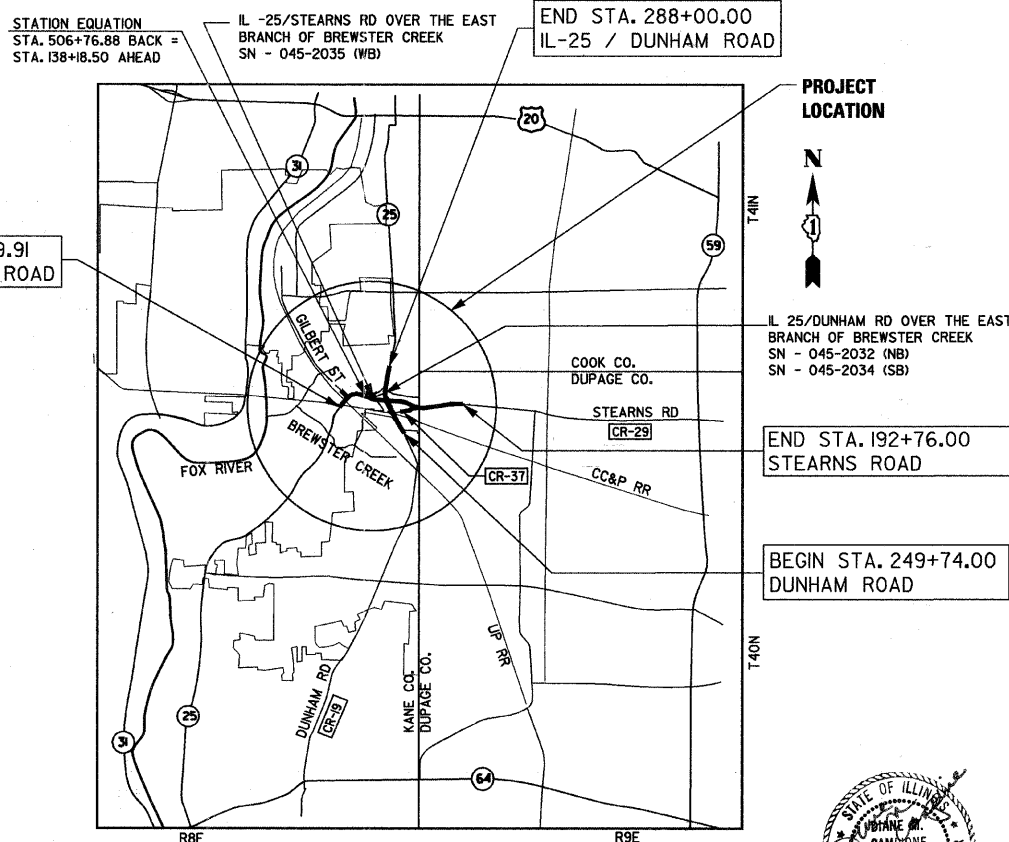 STATION EQUATION
STA. 506+76.88 BACK =
STA. 138+18.50 AHEAD
IL -25/STEARNS RD OVER THE EAST
BRANCH OF BREWSTER CREEK
SN - 045-2035 (WB)
END STA. 288+00.00
IL-25 / DUNHAM ROAD
PROJECT
LOCATION
N
1
20
31
25
T41N
59
9.91
ROAD
IL 25/DUNHAM RD OVER THE EAST
BRANCH OF BREWSTER CREEK
SN - 045-2032 (NB)
SN - 045-2034 (SB)
GILBERT ST
COOK CO.
DUPAGE CO.
STEARNS RD
CR-29
BREWSTER CREEK
FOX RIVER
CR-37
CC&P RR
END STA. 192+76.00
STEARNS ROAD
BEGIN STA. 249+74.00
DUNHAM ROAD
UP RR
T40N
DUNHAM RD
CR-19
KANE CO.
DUPAGE CO.
25
31
64
STATE OF ILLINOIS
DIANE M.
R8E
R9E